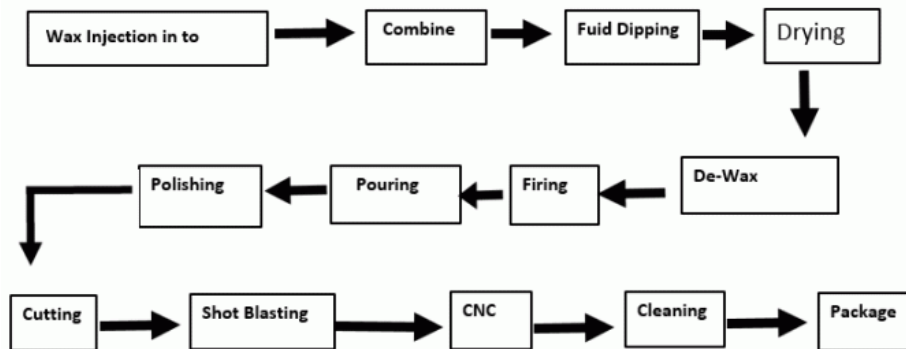 Wax Injection in to
Combine
Fuid Dipping
Drying
De-Wax
Firing
Pouring
Polishing
Cutting
Shot Blasting
CNC
Cleaning
Package